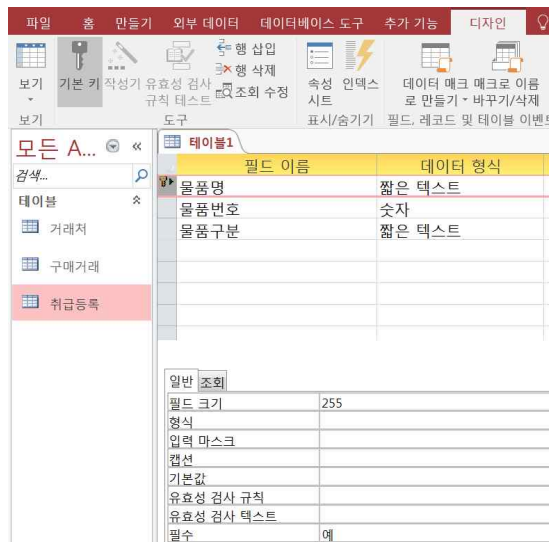 파일 홈 만들기 외부 데이터 데이터베이스 도구 추가 기능 디자인
보기 기본 키 작성기 유효성 검사 규칙 테스트 행 삽입 행 삭제 조회 수정 속성 시트 인덱스 데이터 매크로 만들기 매크로 이름 바꾸기/삭제
보기 도구 표시/숨기기 필드, 레코드 및 테이블 이벤트
모든 A... «
검색...
테이블
거래처
구매거래
취급등록
테이블1
필드 이름 데이터 형식
물품명 짧은 텍스트
물품번호 숫자
물품구분 짧은 텍스트
일반 조회
필드 크기 255
형식
입력 마스크
캡션
기본값
유효성 검사 규칙
유효성 검사 텍스트
필수 예